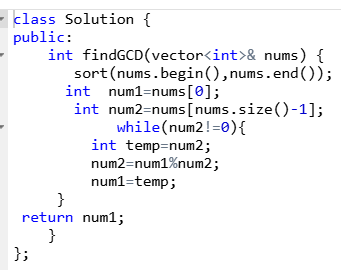 class Solution {
public:
    int findGCD(vector<int>& nums) {
       sort(nums.begin(),nums.end());
      int  num1=nums[0];
       int num2=nums[nums.size()-1];
            while(num2!=0){
         int temp=num2;
         num2=num1%num2;
         num1=temp;
     }
 return num1;
    }
};